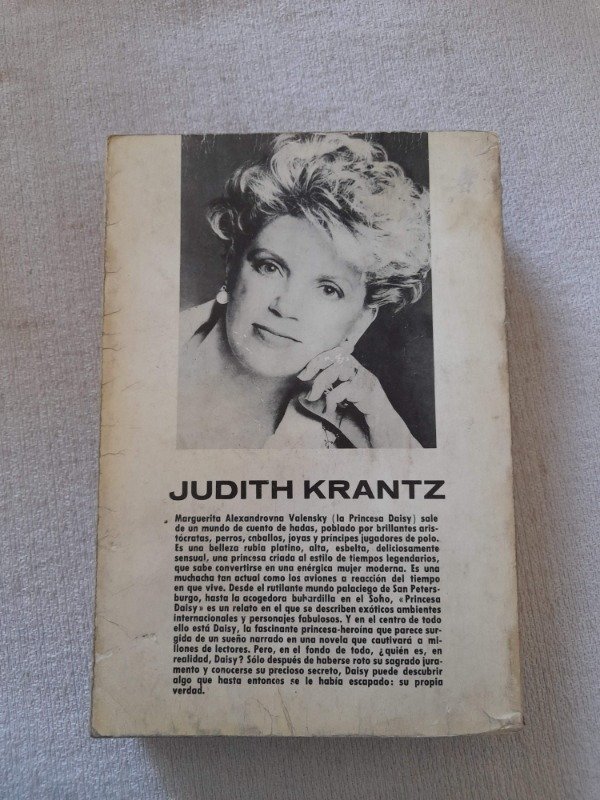 JUDITH KRANTZ
Marguerita Alexandrovna Valensky (la Princesa Daisy) sale
de un mundo de cuento de hadas, poblado por brillantes aris-
tócratas, perros, cnballos, joyas y príncipes jugadores de polo.
Es una belleza rubia platino, alta, esbelta, deliciosamente
sensual, una princesa criada al estilo de tiempos legendarios,
que sabe convertirse en una enérgica mujer moderna. Es una
muchacha tan actual como los aviones a reacción del tiempo
en que vive. Desde el rutilante mundo palaciego de San Peters-
burgo, hasta la acogedora buhardilla en el Soho, «Princesa
Daisy» es un relato en el que se describen exóticos ambientes
internacionales y personajes fabulosos. Y en el centro de todo
ello está Daisy, la fascinante princesa-heroína que parece sur-
gida de un sueño narrado en una novela que cautivará a mi-
llones de lectores. Pero, en el fondo de todo, ¿quién es, en
realidad, Daisy? Sólo después de haberse roto su sagrado jura-
mento y conocerse su precioso secreto, Daisy puede descubrir
algo que hasta entonces se le había escapado: su propia
verdad.